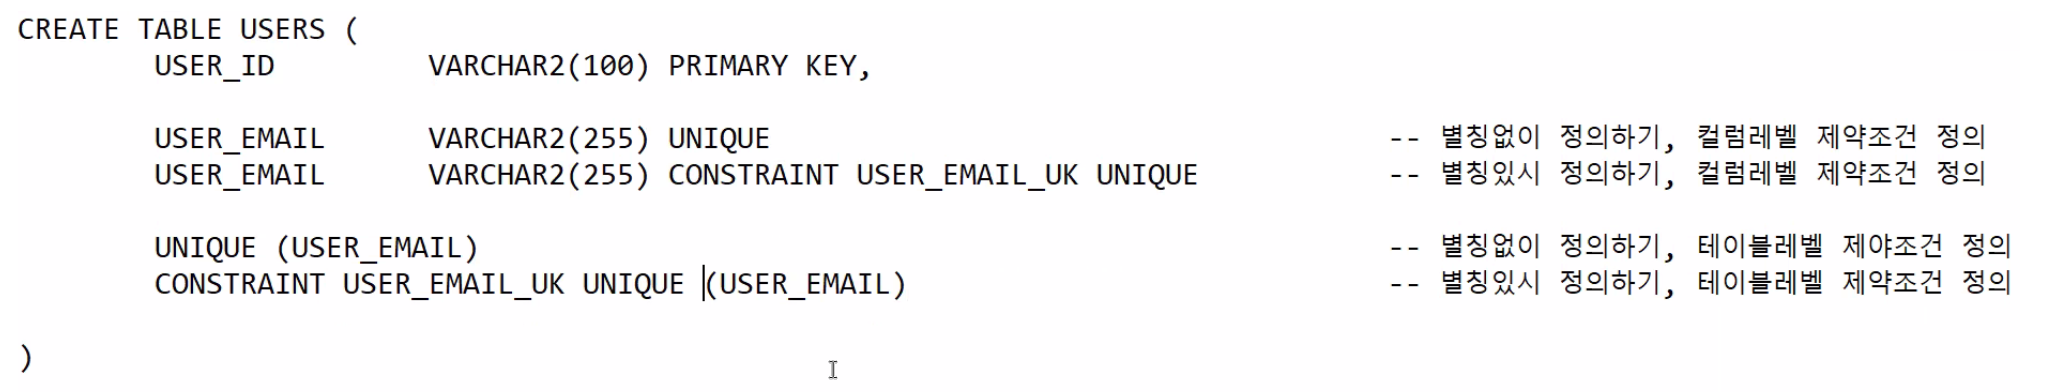 CREATE TABLE USERS (
USER_ID VARCHAR2(100) PRIMARY KEY,
USER_EMAIL VARCHAR2(255) UNIQUE -- 별칭없이 정의하기, 컬럼레벨 제약조건 정의
USER_EMAIL VARCHAR2(255) CONSTRAINT USER_EMAIL_UK UNIQUE -- 별칭있시 정의하기, 컬럼레벨 제약조건 정의
UNIQUE (USER_EMAIL) -- 별칭없이 정의하기, 테이블레벨 제야조건 정의
CONSTRAINT USER_EMAIL_UK UNIQUE (USER_EMAIL) -- 별칭있시 정의하기, 테이블레벨 제약조건 정의
)